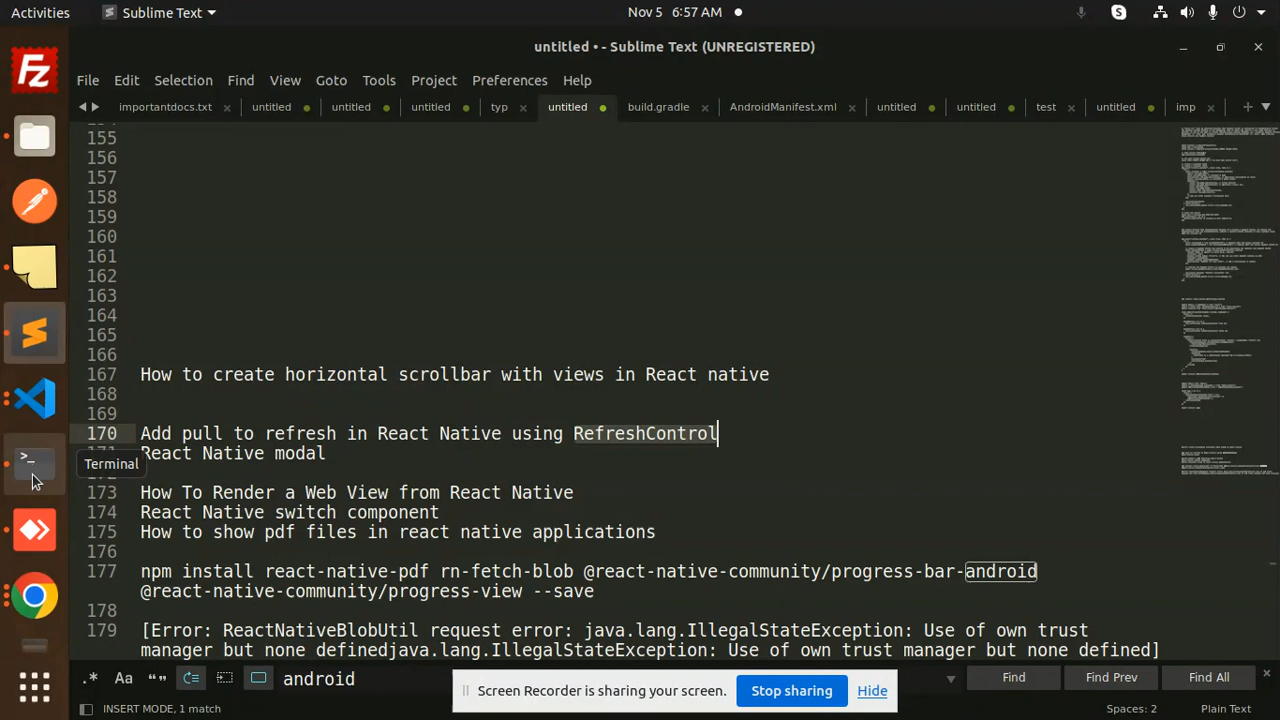 Activities
Sublime Text
Nov 5 6:57 AM
untitled • - Sublime Text (UNREGISTERED)
File Edit Selection Find View Goto Tools Project Preferences Help
importantdocs.txt untitled untitled untitled typ untitled build.gradle AndroidManifest.xml untitled untitled test untitled imp
155
156
157
158
159
160
161
162
163
164
165
166
167 How to create horizontal scrollbar with views in React native
168
169
170 Add pull to refresh in React Native using RefreshControl
React Native modal
Terminal
173 How To Render a Web View from React Native
174 React Native switch component
175 How to show pdf files in react native applications
176
177 npm install react-native-pdf rn-fetch-blob @react-native-community/progress-bar-android
@react-native-community/progress-view --save
178
179 [Error: ReactNativeBlobUtil request error: java.lang.IllegalStateException: Use of own trust
manager but none definedjava.lang.IllegalStateException: Use of own trust manager but none defined]
.* Aa android Find Find Prev Find All
Screen Recorder is sharing your screen. Stop sharing Hide
INSERT MODE, 1 match
Spaces: 2 Plain Text